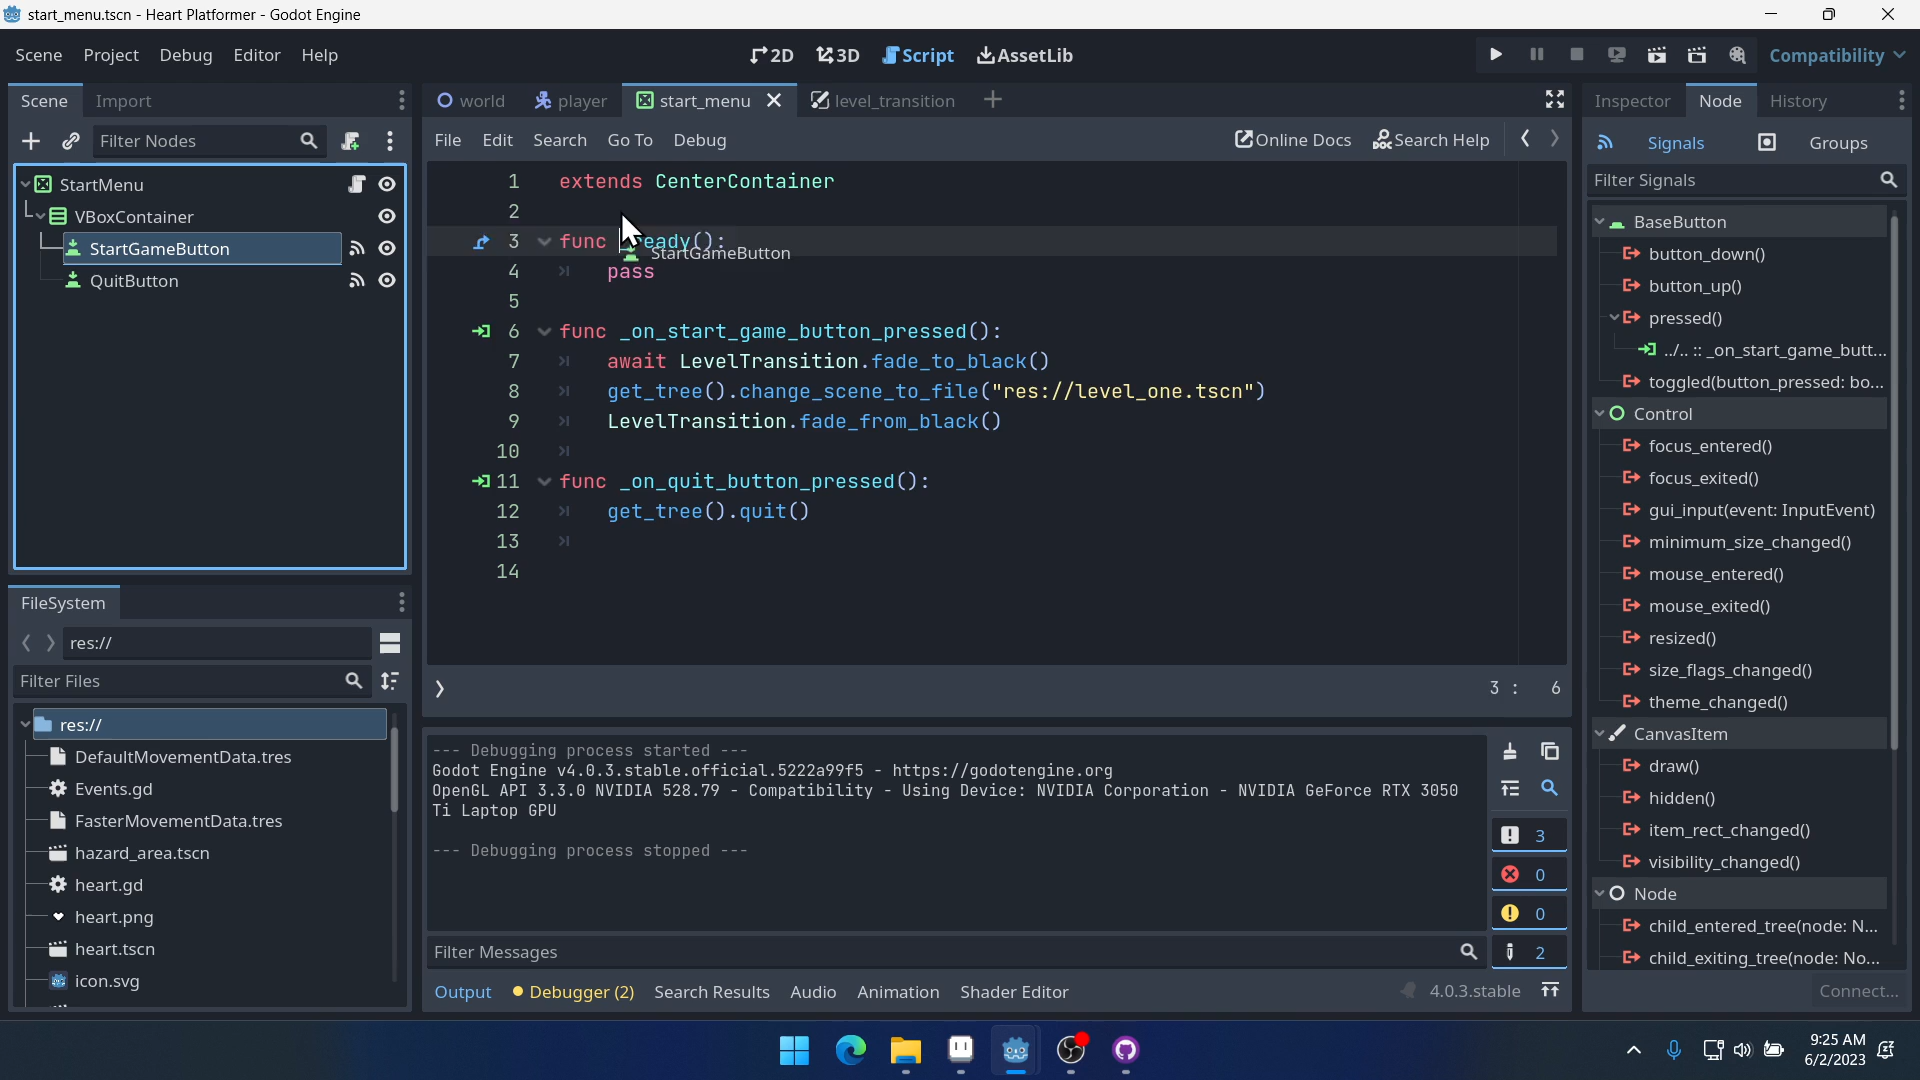 start_menu.tscn - Heart Platformer - Godot Engine
Scene Project Debug Editor Help
2D 3D Script AssetLib
Compatibility
Scene Import
Filter Nodes
StartMenu
VBoxContainer
StartGameButton
QuitButton
FileSystem
res://
Filter Files
res://
DefaultMovementData.tres
Events.gd
FasterMovementData.tres
hazard_area.tscn
heart.gd
heart.png
heart.tscn
icon.svg
world player start_menu level_transition
File Edit Search Go To Debug
Online Docs Search Help
1 extends CenterContainer
2
3 func ready():
StartGameButton
4 pass
5
6 func _on_start_game_button_pressed():
7 await LevelTransition.fade_to_black()
8 get_tree().change_scene_to_file("res://level_one.tscn")
9 LevelTransition.fade_from_black()
10
11 func _on_quit_button_pressed():
12 get_tree().quit()
13
14
3 : 6
--- Debugging process started ---
Godot Engine v4.0.3.stable.official.5222a99f5 - https://godotengine.org
OpenGL API 3.3.0 NVIDIA 528.79 - Compatibility - Using Device: NVIDIA Corporation - NVIDIA GeForce RTX 3050
Ti Laptop GPU
--- Debugging process stopped ---
3
0
0
2
Filter Messages
Output Debugger (2) Search Results Audio Animation Shader Editor
4.0.3.stable
Inspector Node History
Signals Groups
Filter Signals
BaseButton
button_down()
button_up()
pressed()
../.. :: _on_start_game_butt...
toggled(button_pressed: bo...
Control
focus_entered()
focus_exited()
gui_input(event: InputEvent)
minimum_size_changed()
mouse_entered()
mouse_exited()
resized()
size_flags_changed()
theme_changed()
CanvasItem
draw()
hidden()
item_rect_changed()
visibility_changed()
Node
child_entered_tree(node: N...
child_exiting_tree(node: No...
Connect...
9:25 AM
6/2/2023